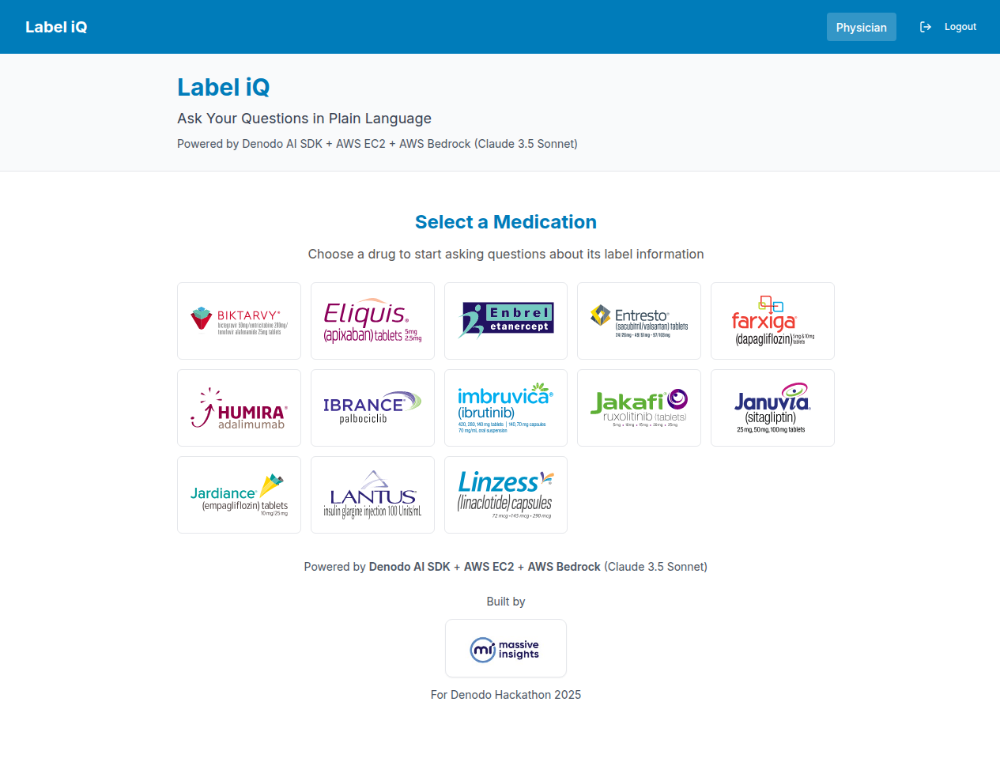 Label iQ
Physician
Logout
Label iQ
Ask Your Questions in Plain Language
Powered by Denodo AI SDK + AWS EC2 + AWS Bedrock (Claude 3.5 Sonnet)
Select a Medication
Choose a drug to start asking questions about its label information
BIKTARVY®
bictegravir 50mg/emtricitabine 200mg/
tenofovir alafenamide 25mg tablets
Eliquis®
(apixaban) tablets 5mg
2.5mg
Enbrel
etanercept
Entresto®
(sacubitril/valsartan) tablets
24/26mg • 49/51mg • 97/103mg
farxiga®
(dapagliflozin) 5mg & 10mg
tablets
HUMIRA®
adalimumab
IBRANCE®
palbociclib
imbruvica®
(ibrutinib)
420, 280, 140 mg tablets | 140, 70 mg capsules
70 mg/mL oral suspension
Jakafi®
ruxolitinib (tablets)
5mg • 10mg • 15mg • 20mg • 25mg
Januvia®
(sitagliptin)
25 mg, 50 mg, 100 mg tablets
Jardiance®
(empagliflozin) tablets
10 mg/25 mg
LANTUS®
insulin glargine injection 100 Units/mL
Linzess®
(linaclotide) capsules
72 mcg • 145 mcg • 290 mcg
Powered by Denodo AI SDK + AWS EC2 + AWS Bedrock (Claude 3.5 Sonnet)
Built by
mi massive
insights
For Denodo Hackathon 2025